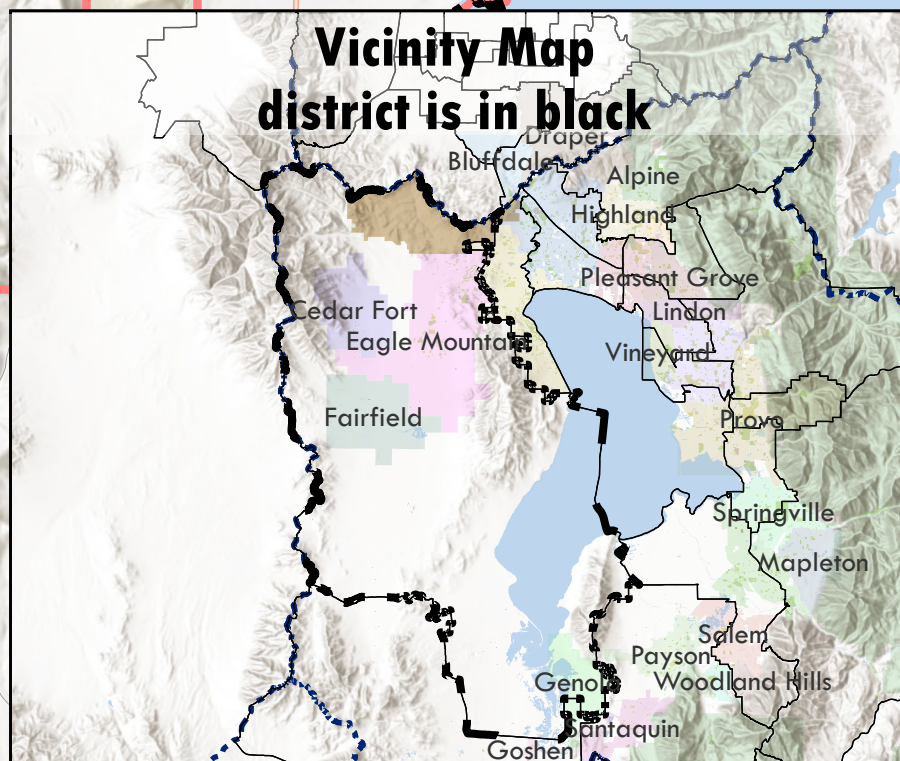 Vicinity Map
district is in black
Draper
Bluffdale
Alpine
Highland
Pleasant Grove
Cedar Fort
Lindon
Eagle Mountain
Vineyard
Fairfield
Provo
Springville
Mapleton
Salem
Payson
Genola
Woodland Hills
Santaquin
Goshen